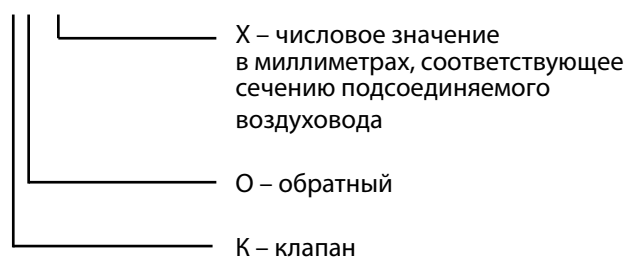 X – числовое значение
в миллиметрах, соответствующее
сечению подсоединяемого
воздуховода
О – обратный
К – клапан